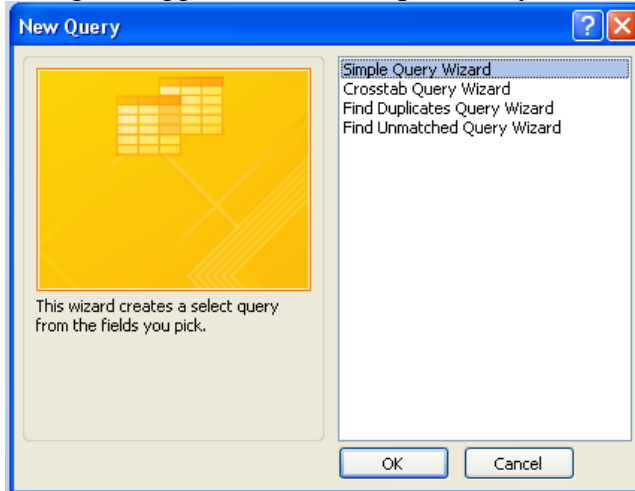 New Query
Simple Query Wizard
Crosstab Query Wizard
Find Duplicates Query Wizard
Find Unmatched Query Wizard
This wizard creates a select query
from the fields you pick.
OK
Cancel